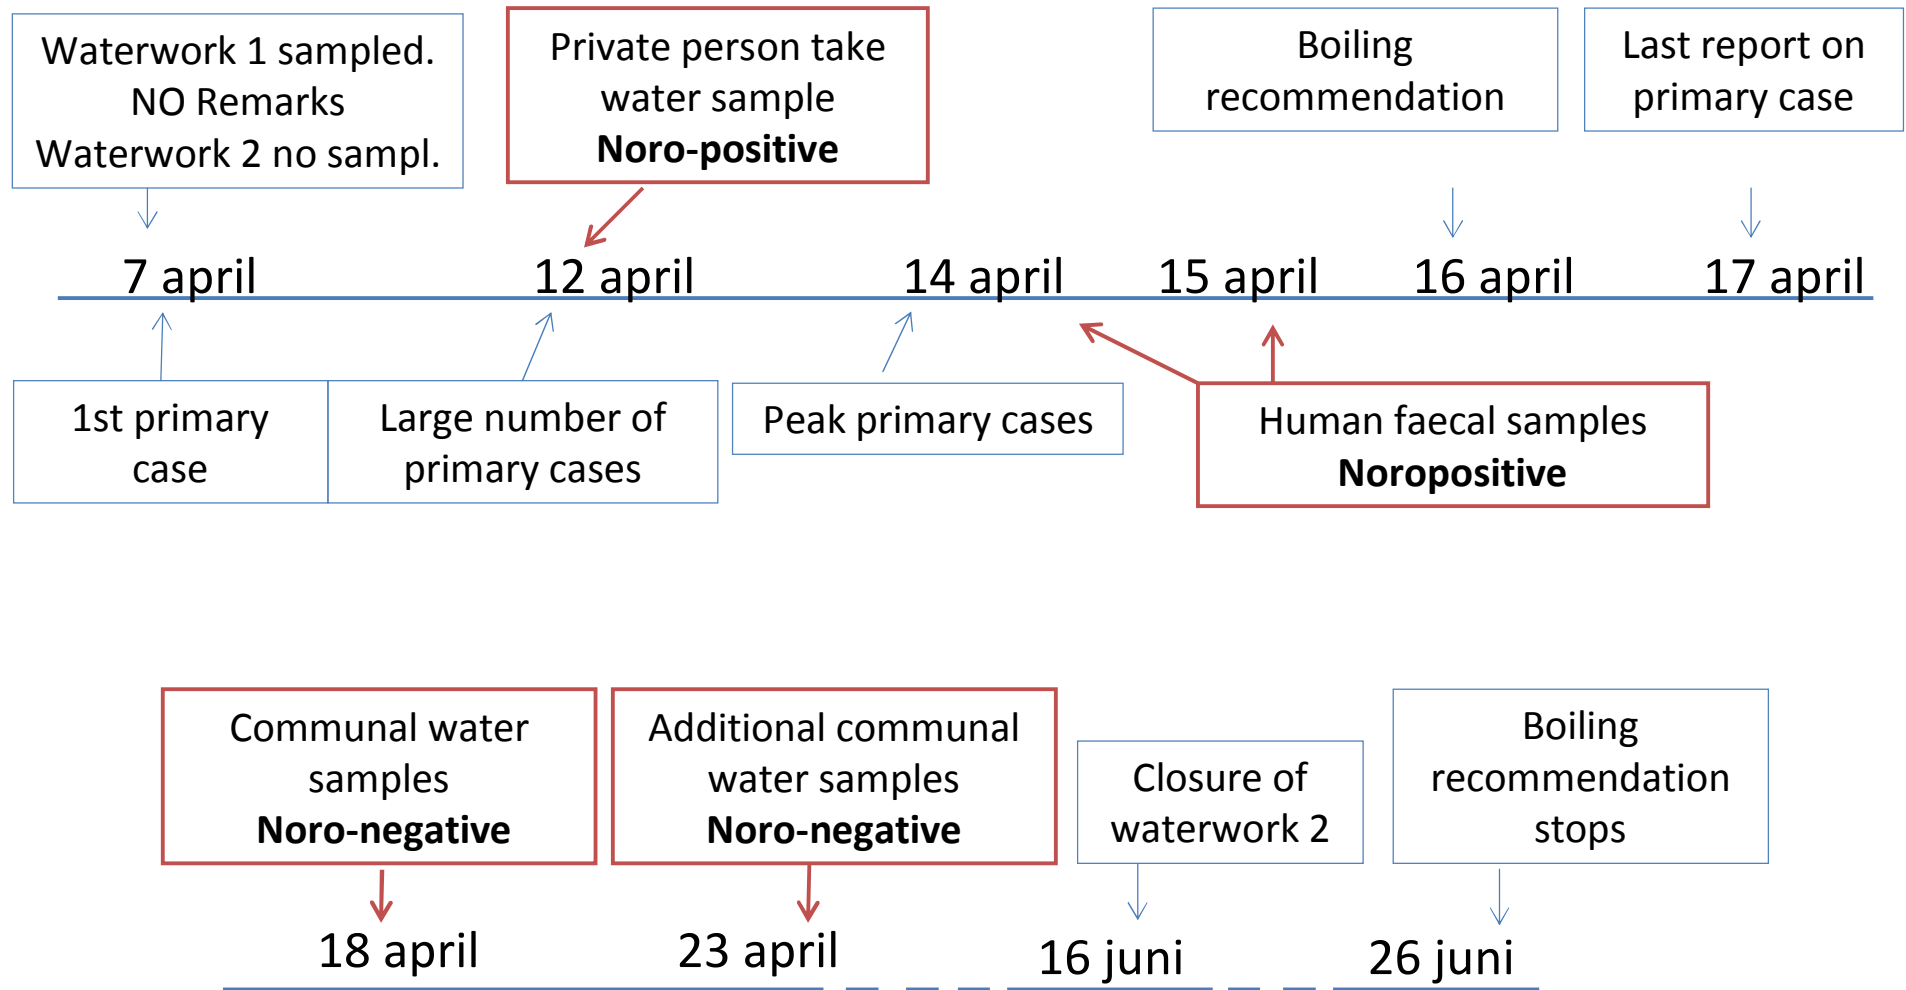 Waterwork 1 sampled.
NO Remarks
Waterwork 2 no sampl.
Private person take
water sample
Noro-positive
Boiling
recommendation
Last report on
primary case
7 april
12 april
14 april
15 april
16 april
17 april
1st primary
case
Large number of
primary cases
Peak primary cases
Human faecal samples
Noropositive
Communal water
samples
Noro-negative
Additional communal
water samples
Noro-negative
Closure of
waterwork 2
Boiling
recommendation
stops
18 april
23 april
16 juni
26 juni